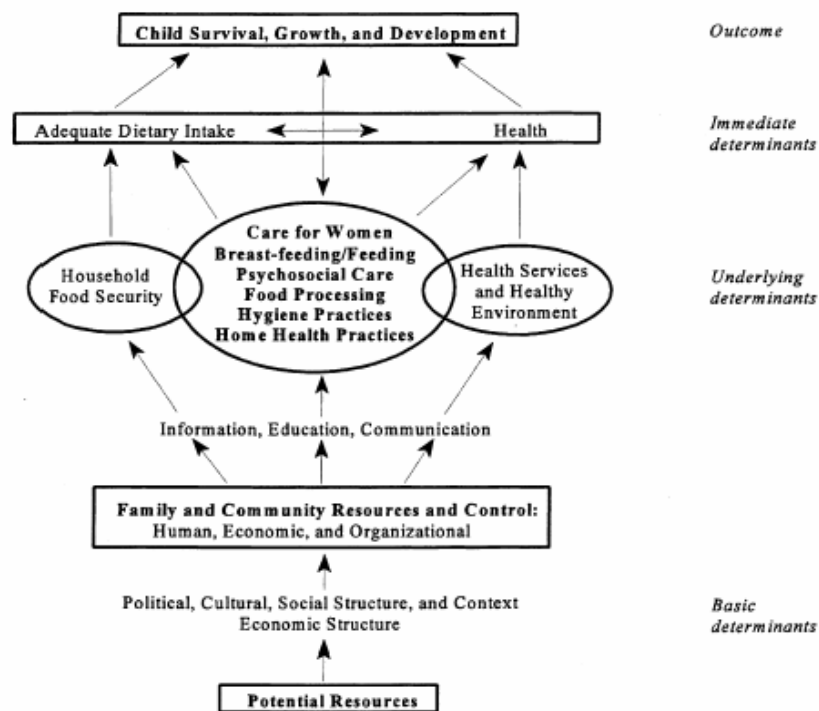 Child Survival, Growth, and Development
Outcome
Adequate Dietary Intake
Health
Immediate
determinants
Care for Women
Breast-feeding/Feeding
Psychosocial Care
Food Processing
Hygiene Practices
Home Health Practices
Household
Food Security
Health Services
and Healthy
Environment
Underlying
determinants
Information, Education, Communication
Family and Community Resources and Control:
Human, Economic, and Organizational
Political, Cultural, Social Structure, and Context
Economic Structure
Basic
determinants
Potential Resources